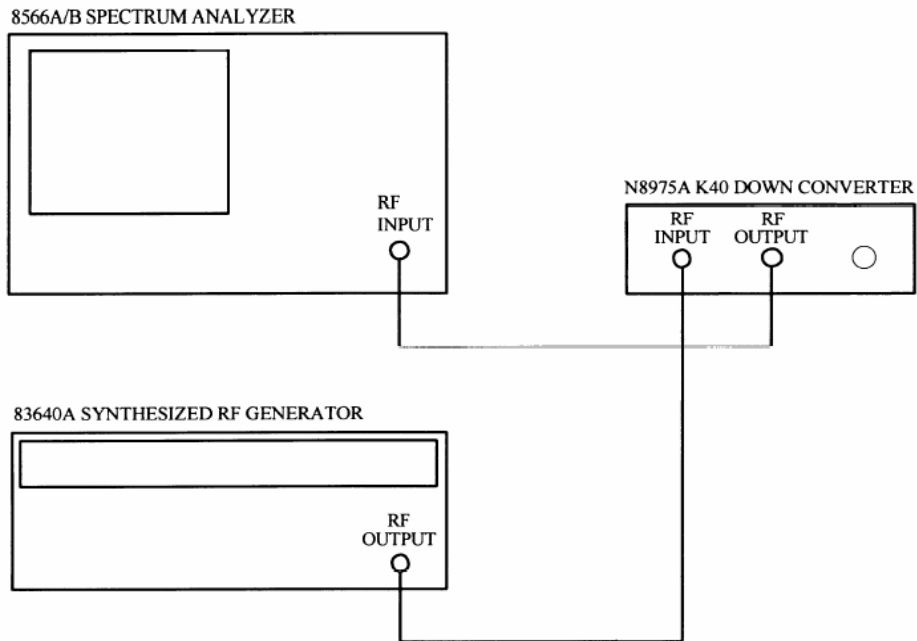 8566A/B SPECTRUM ANALYZER
RF
INPUT
N8975A K40 DOWN CONVERTER
RF
INPUT
RF
OUTPUT
83640A SYNTHESIZED RF GENERATOR
RF
OUTPUT